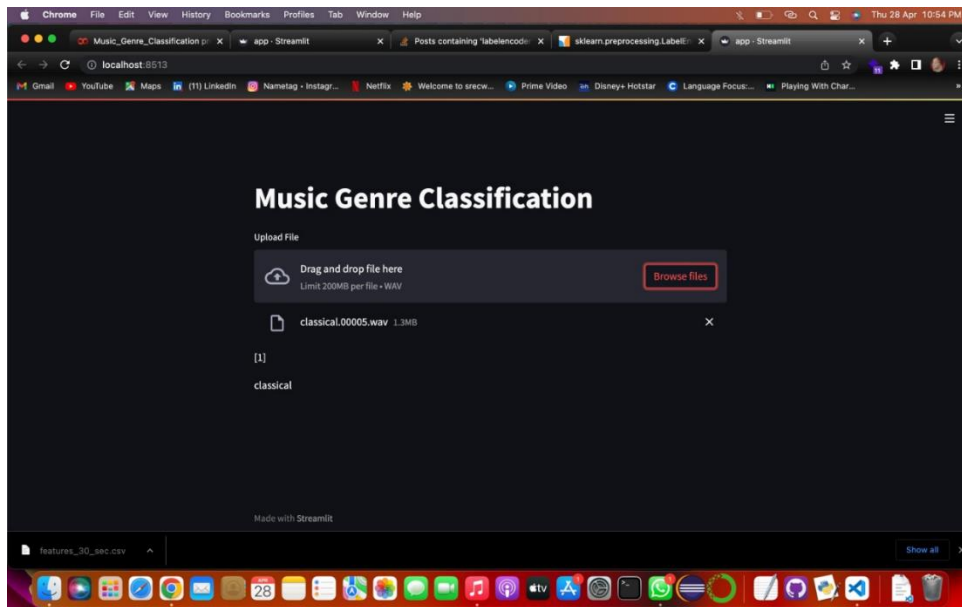 Chrome File Edit View History Bookmarks Profiles Tab Window Help Thu 28 Apr 10:54 PM
Music_Genre_Classification pr app · Streamlit Posts containing 'labelencode sklearn.preprocessing.LabelEn app · Streamlit
localhost:8513
Gmail YouTube Maps (11) LinkedIn Nametag • Instagr... Netflix Welcome to srecw... Prime Video Disney+ Hotstar Language Focus:... Playing With Char...
Music Genre Classification
Upload File
Drag and drop file here
Browse files
Limit 200MB per file • WAV
classical.00005.wav 1.3MB
[1]
classical
Made with Streamlit
features_30_sec.csv Show all
APR
28
tv